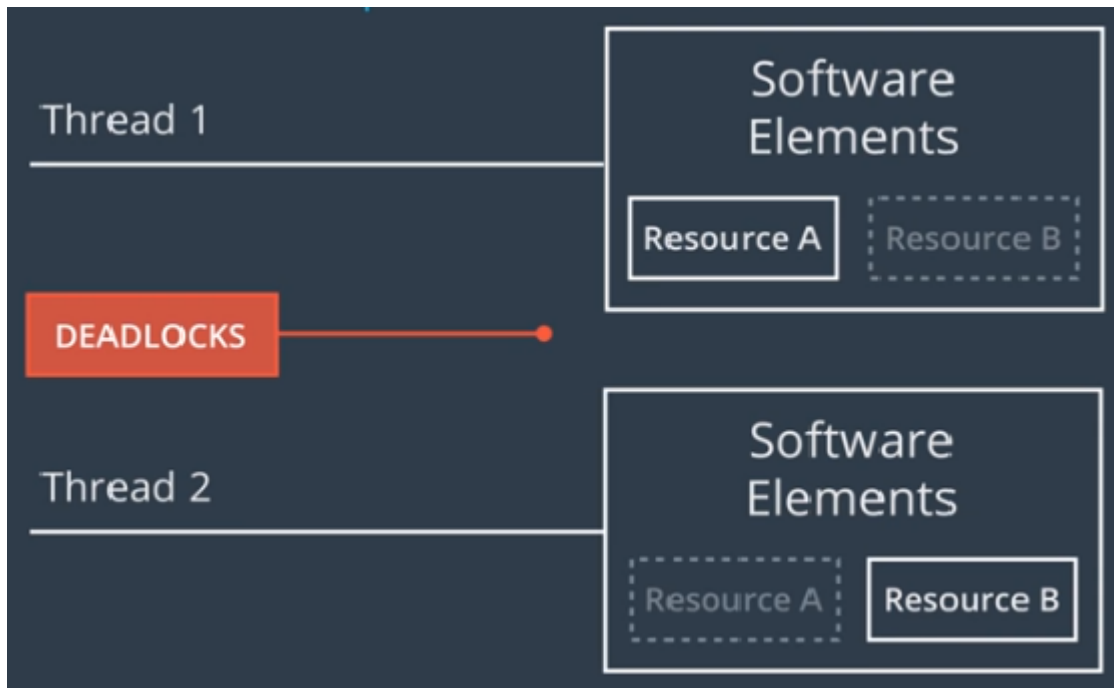 Thread 1
Software
Elements
Resource A
Resource B
DEADLOCKS
Thread 2
Software
Elements
Resource A
Resource B